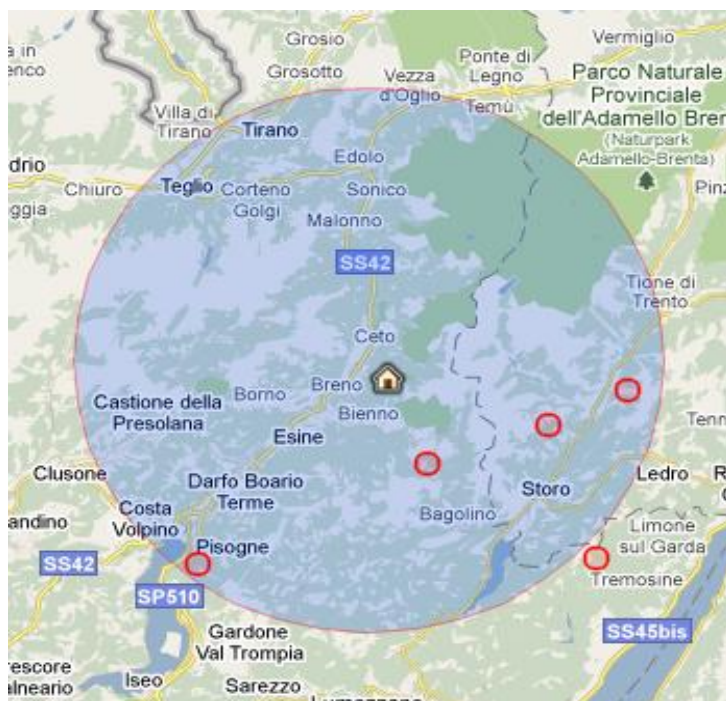 Grosio
Vermiglio
Ponte di
Legno
Grosotto
Vezza
d'Oglio
Temù
Parco Naturale
Provinciale
dell'Adamello Bren
(Naturpark
Adamello-Brenta)
Villa di
Tirano
Tirano
Edolo
drio
Chiuro
Teglio
Corteno
Golgi
Sonico
Pinz
Malonno
SS42
Tione di
Trento
Ceto
Breno
Borno
Bienno
Castione della
Presolana
Esine
Tenn
Clusone
Darfo Boario
Terme
Storo
Ledro
Costa
Volpino
Bagolino
andino
Limone
sul Garda
SS42
Pisogne
Tremosine
SP510
Gardone
Val Trompia
SS45bis
Iseo
Sarezzo